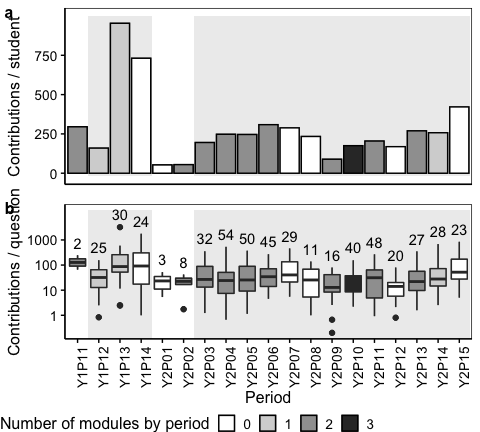 a
Contributions / student
750
500
250
0
b
Contributions / question
1000
100
10
1
2 25 30 24 3 8 32 54 50 45 29 11 16 40 48 20 27 28 23
Y1P11 Y1P12 Y1P13 Y1P14 Y2P01 Y2P02 Y2P03 Y2P04 Y2P05 Y2P06 Y2P07 Y2P08 Y2P09 Y2P10 Y2P11 Y2P12 Y2P13 Y2P14 Y2P15
Period
Number of modules by period 0 1 2 3